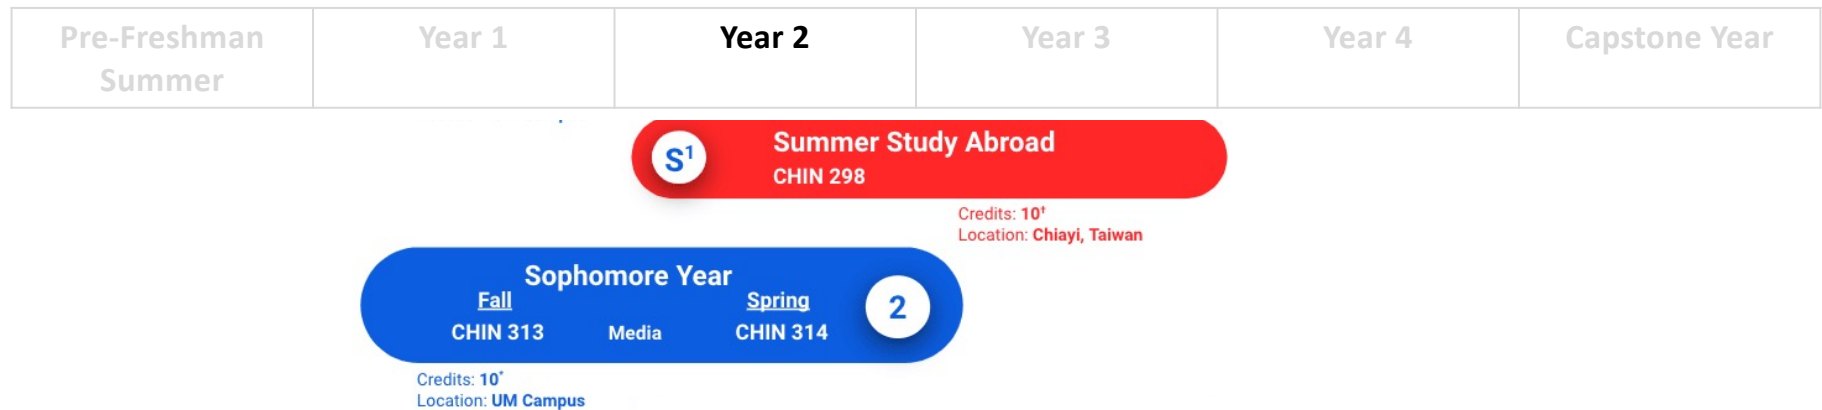 Pre-Freshman Summer
Year 1
Year 2
Year 3
Year 4
Capstone Year
S¹
Summer Study Abroad
CHIN 298
Credits: 10†
Location: Chiayi, Taiwan
Sophomore Year
Fall
Spring
CHIN 313
Media
CHIN 314
2
Credits: 10*
Location: UM Campus